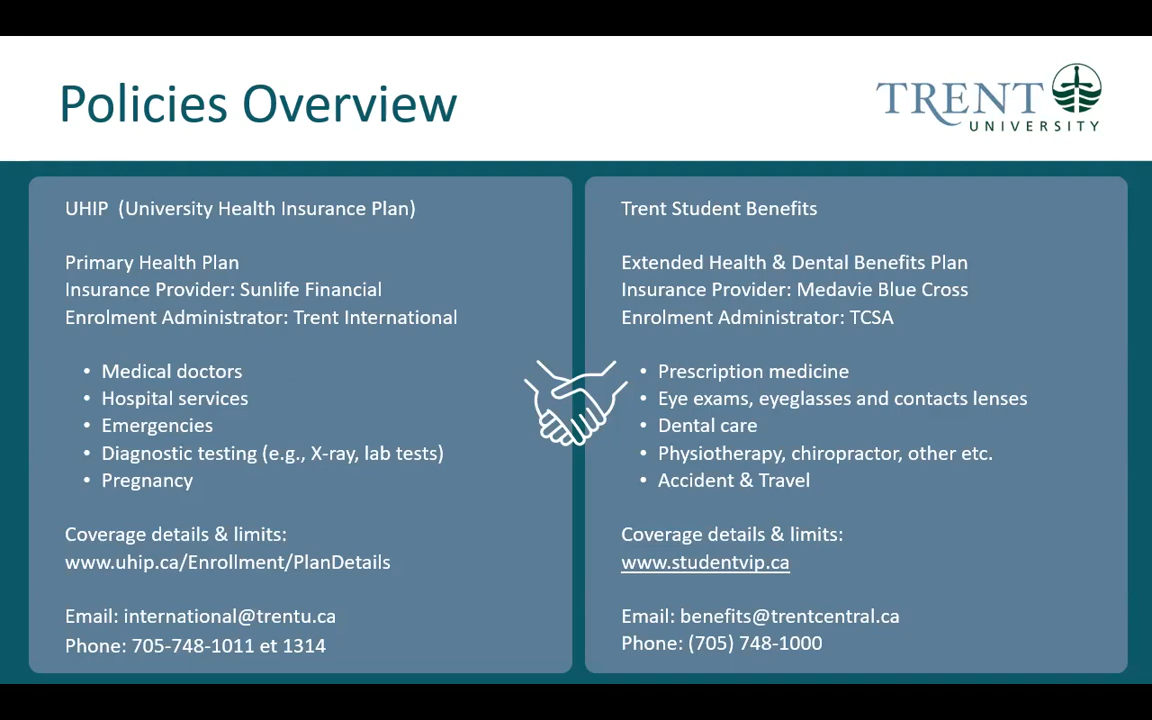 Policies Overview
TRENT
UNIVERSITY
UHIP (University Health Insurance Plan)
Primary Health Plan
Insurance Provider: Sunlife Financial
Enrolment Administrator: Trent International
• Medical doctors
• Hospital services
• Emergencies
• Diagnostic testing (e.g., X-ray, lab tests)
• Pregnancy
Coverage details & limits:
www.uhip.ca/Enrollment/PlanDetails
Email: international@trentu.ca
Phone: 705-748-1011 et 1314
Trent Student Benefits
Extended Health & Dental Benefits Plan
Insurance Provider: Medavie Blue Cross
Enrolment Administrator: TCSA
• Prescription medicine
• Eye exams, eyeglasses and contacts lenses
• Dental care
• Physiotherapy, chiropractor, other etc.
• Accident & Travel
Coverage details & limits:
www.studentvip.ca
Email: benefits@trentcentral.ca
Phone: (705) 748-1000